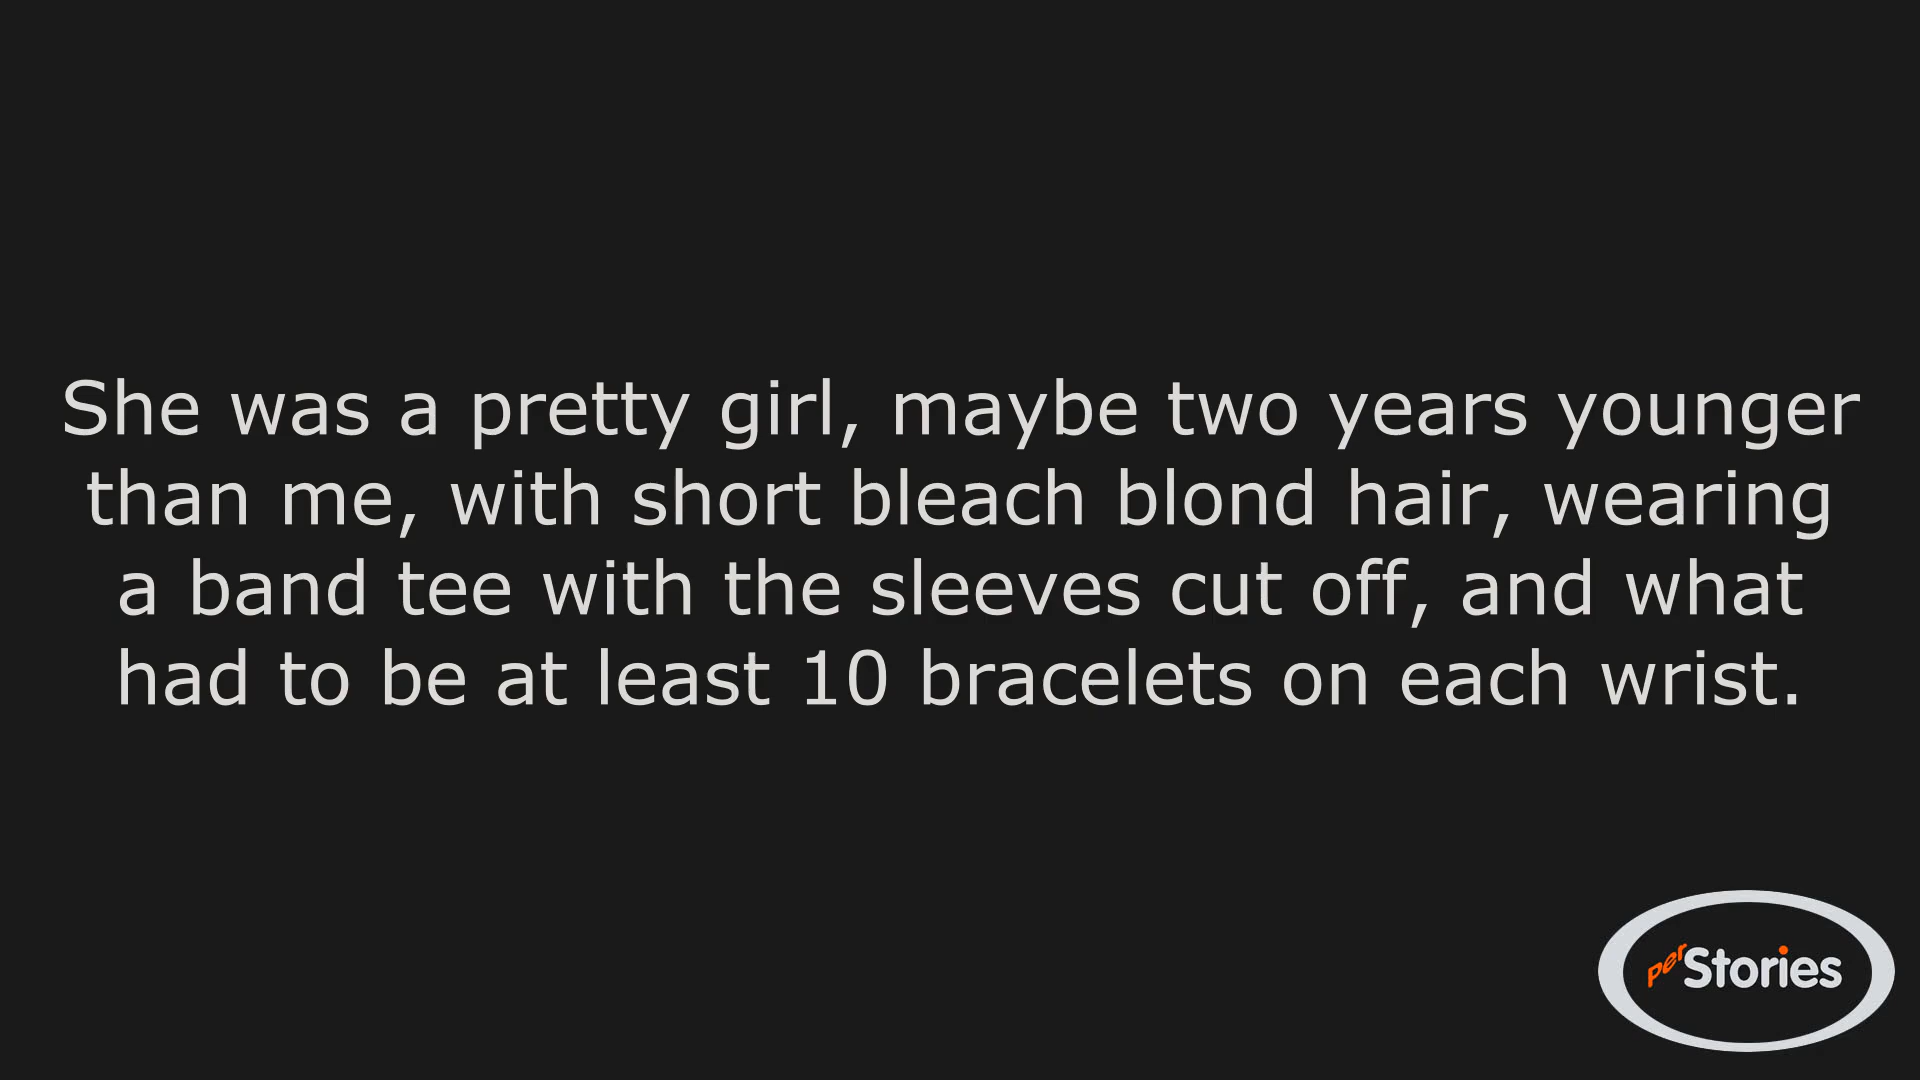 She was a pretty girl, maybe two years younger
than me, with short bleach blond hair, wearing
a band tee with the sleeves cut off, and what
had to be at least 10 bracelets on each wrist.
perStories